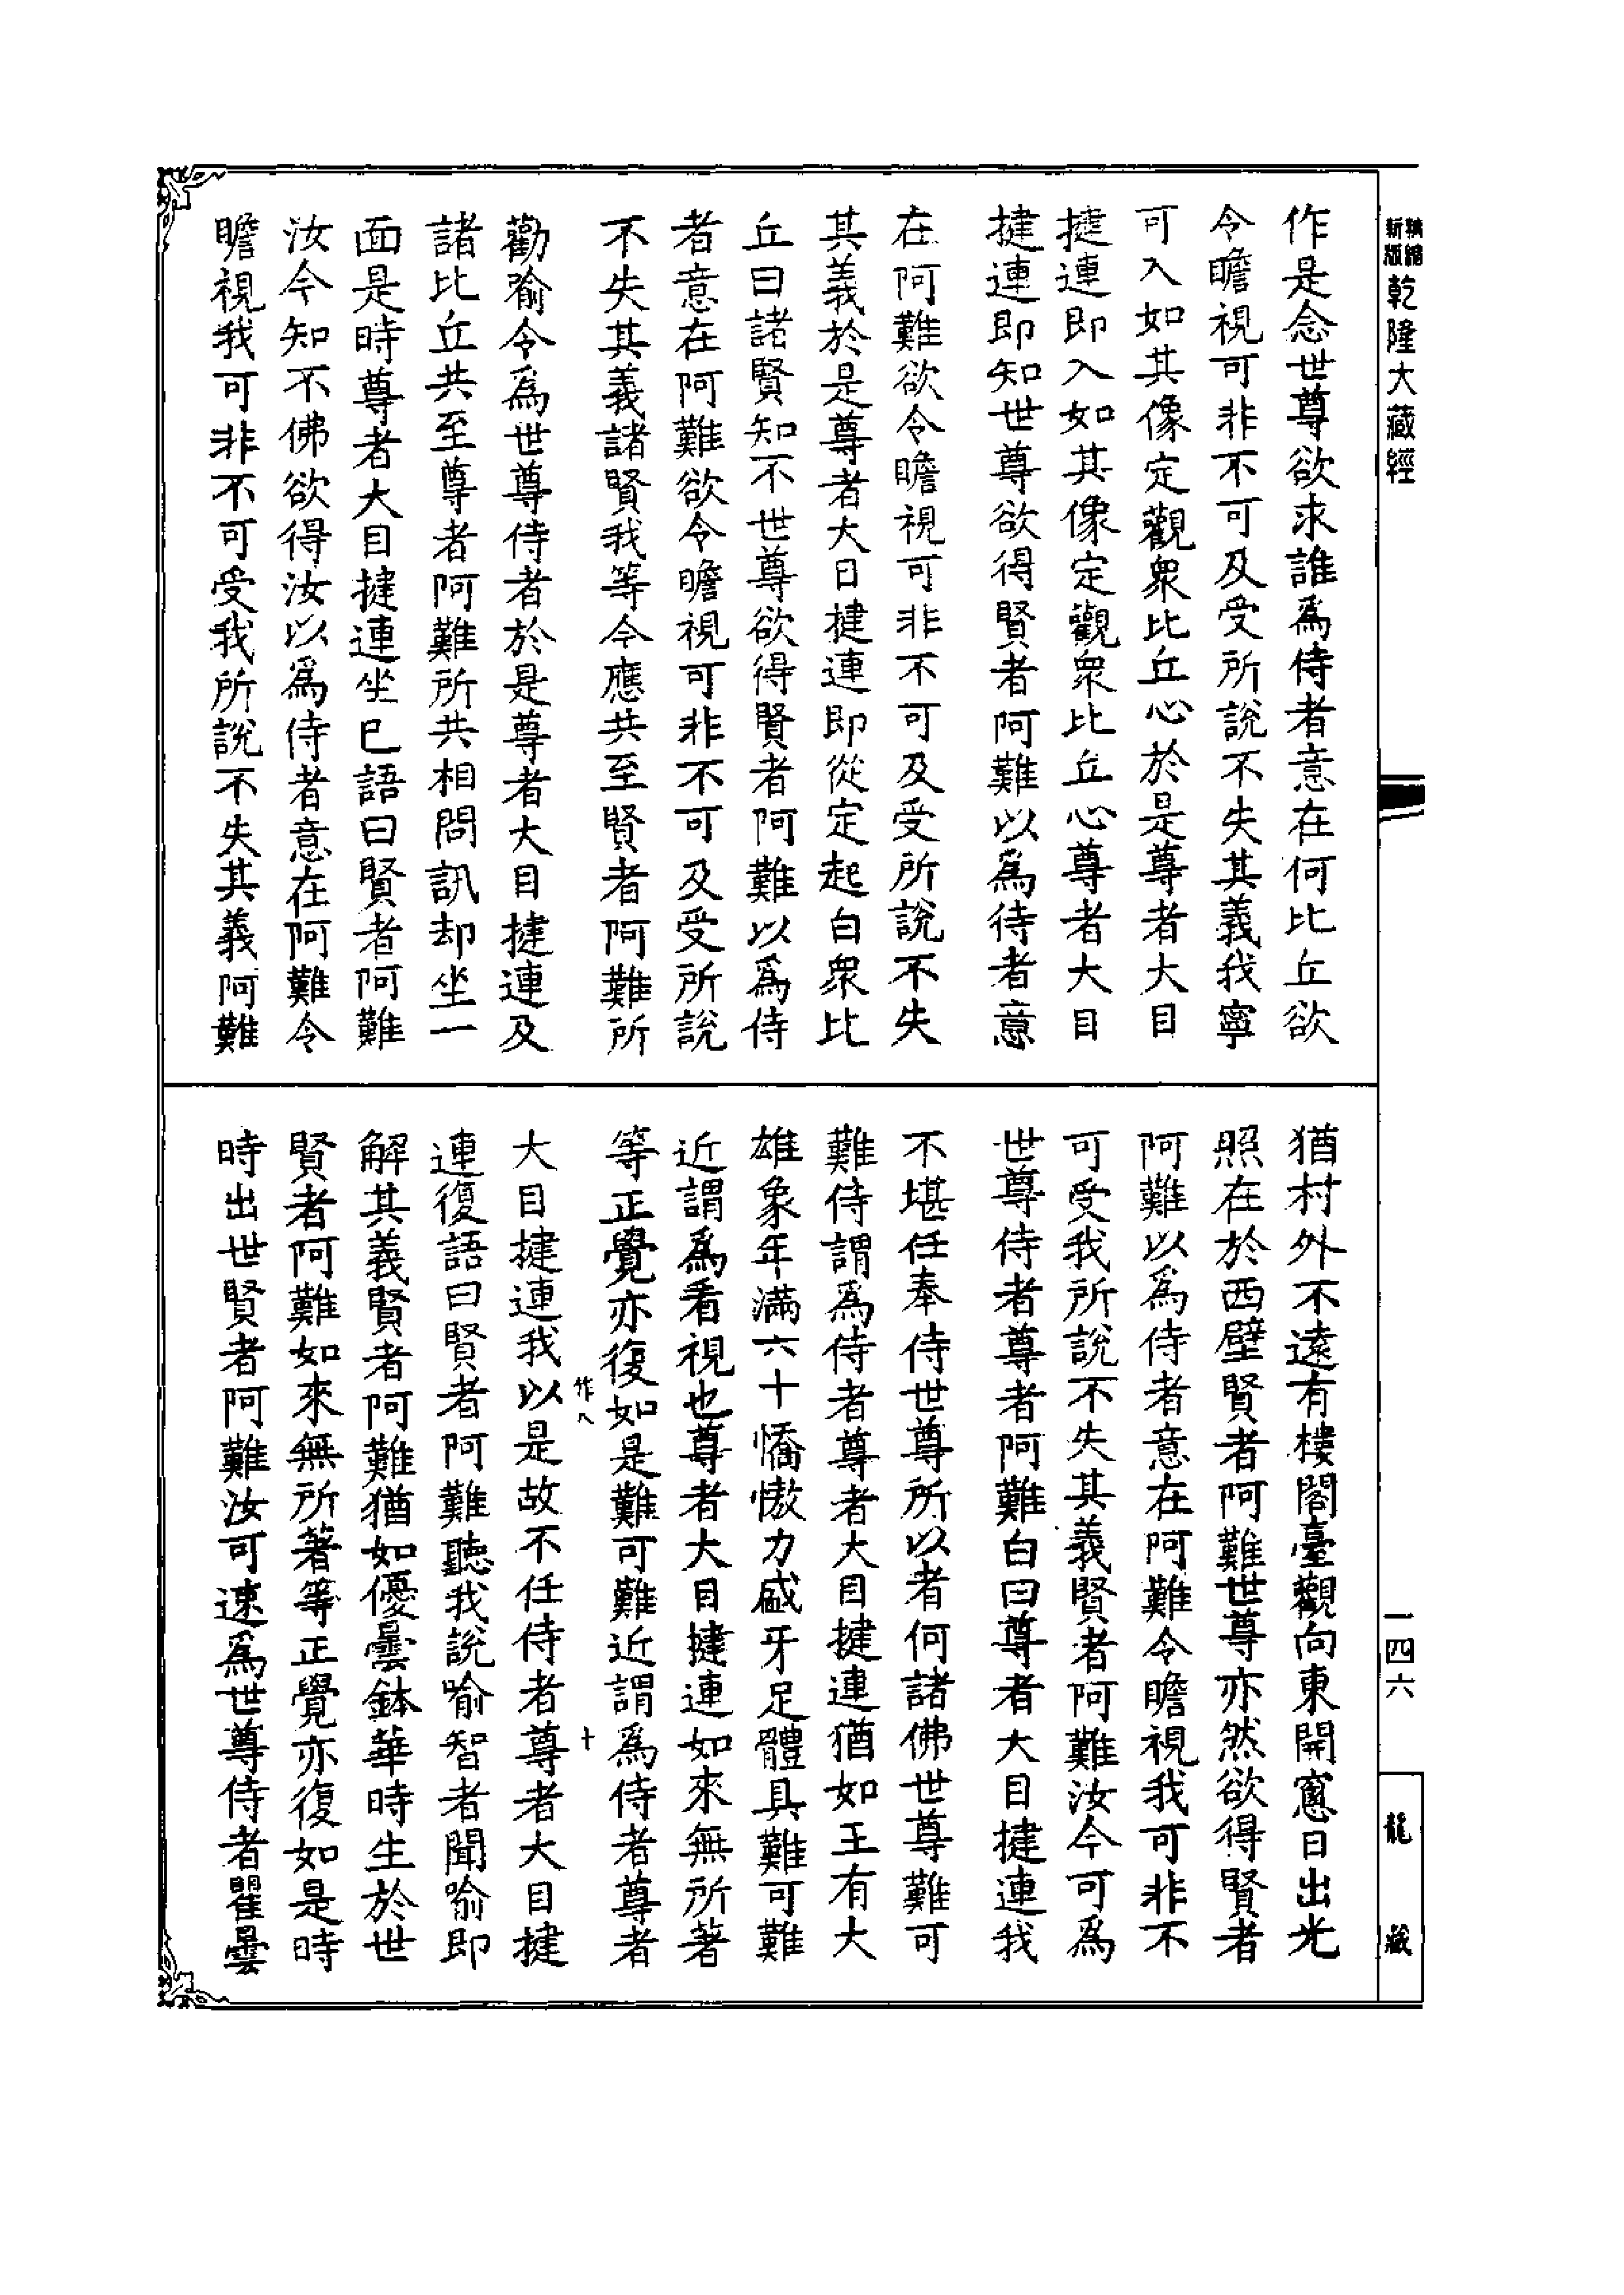 精縮
新版
乾隆大藏經
一四六
龍藏
作是念世尊欲求誰爲侍者意在何比丘欲
令瞻視可非不可及受所說不失其義我寧
可入如其像定觀衆比丘心於是尊者大目
揵連即入如其像定觀衆比丘心尊者大目
揵連即知世尊欲得賢者阿難以爲侍者意
在阿難欲令瞻視可非不可及受所說不失
其義於是尊者大目揵連即從定起白衆比
丘曰諸賢知不世尊欲得賢者阿難以爲侍
者意在阿難欲令瞻視可非不可及受所說
不失其義諸賢我等今應共至賢者阿難所
勸喻令爲世尊侍者於是尊者大目揵連及
諸比丘共至尊者阿難所共相問訊却坐一
面是時尊者大目揵連坐已語曰賢者阿難
汝今知不佛欲得汝以爲侍者意在阿難令
瞻視我可非不可受我所說不失其義阿難
猶村外不遠有樓閣臺觀向東開窻日出光
照在於西壁賢者阿難世尊亦然欲得賢者
阿難以爲侍者意在阿難令瞻視我可非不
可受我所說不失其義賢者阿難汝今可爲
世尊侍者尊者阿難白曰尊者大目揵連我
不堪任奉侍世尊所以者何諸佛世尊難可
難侍謂爲侍者尊者大目揵連猶如王有大
雄象年滿六十憍慠力盛牙足體具難可難
近謂爲看視也尊者大目揵連如來無所著
等正覺亦復如是難可難近謂爲侍者尊者
作八
十
大目揵連我以是故不任侍者尊者大目揵
連復語曰賢者阿難聽我說喻智者聞喻即
解其義賢者阿難猶如優曇鉢華時生於世
賢者阿難如來無所著等正覺亦復如是時
時出世賢者阿難汝可速爲世尊侍者瞿曇